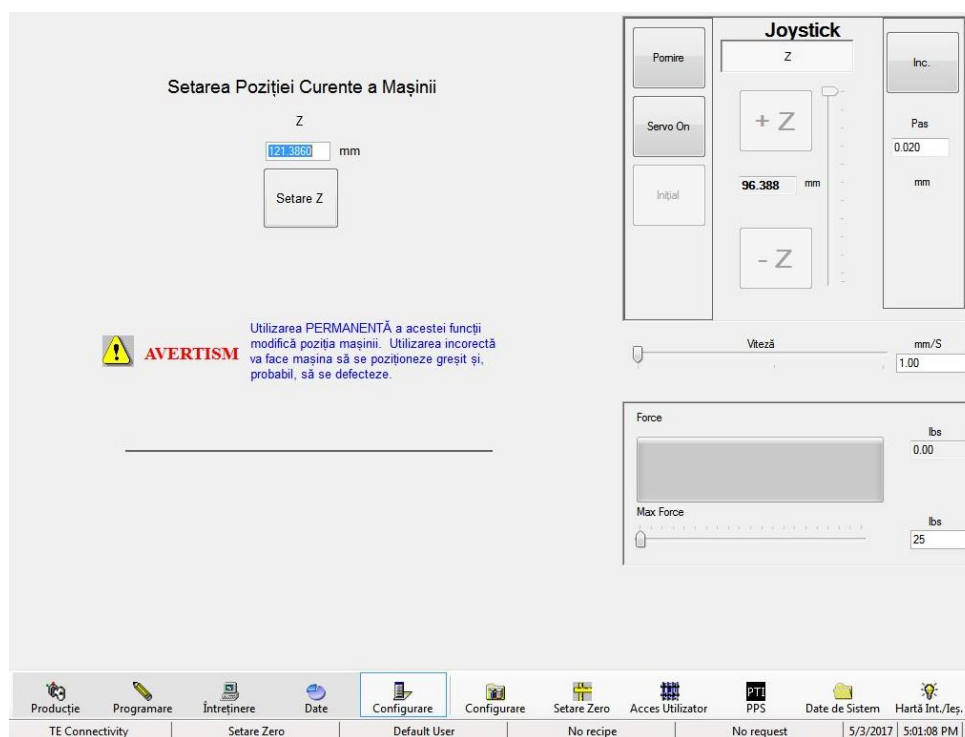 Setarea Poziției Curente a Mașinii
Z
121.3860 mm
Setare Z
AVERTISM
Utilizarea PERMANENTĂ a acestei funcții
modifică poziția mașinii. Utilizarea incorectă
va face mașina să se poziționeze greșit și,
probabil, să se defecteze.
Joystick
Pornire
Z
Inc.
Servo On
+ Z
Pas
0.020
mm
Inițial
96.388 mm
- Z
Viteză
mm/S
1.00
Force
lbs
0.00
Max Force
lbs
25
Producție
Programare
Întreținere
Date
Configurare
Configurare
Setare Zero
Acces Utilizator
PTI
PPS
Date de Sistem
Hartă Int./Ieș.
TE Connectivity
Setare Zero
Default User
No recipe
No request
5/3/2017
5:01:08 PM